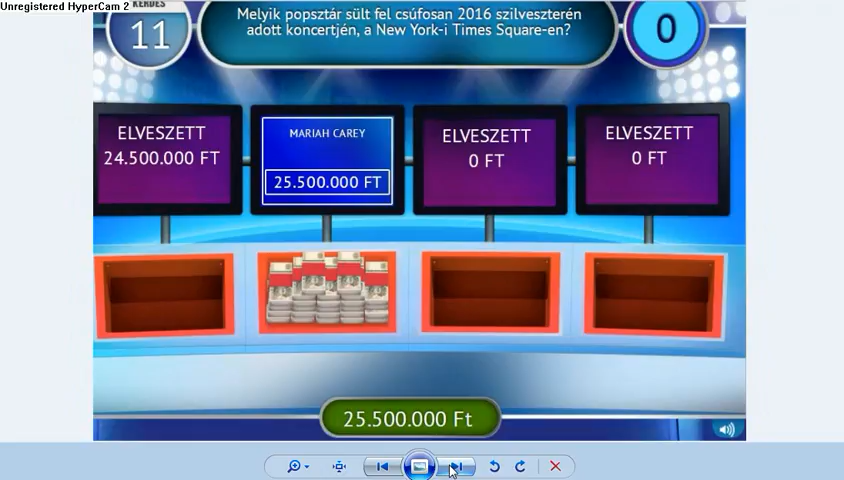 Unregistered HyperCam 2
KÉRDÉS
11
Melyik popsztár sült fel csúfosan 2016 szilveszterén
adott koncertjén, a New York-i Times Square-en?
0
ELVESZETT
24.500.000 FT
MARIAH CAREY
25.500.000 FT
ELVESZETT
0 FT
ELVESZETT
0 FT
25.500.000 Ft